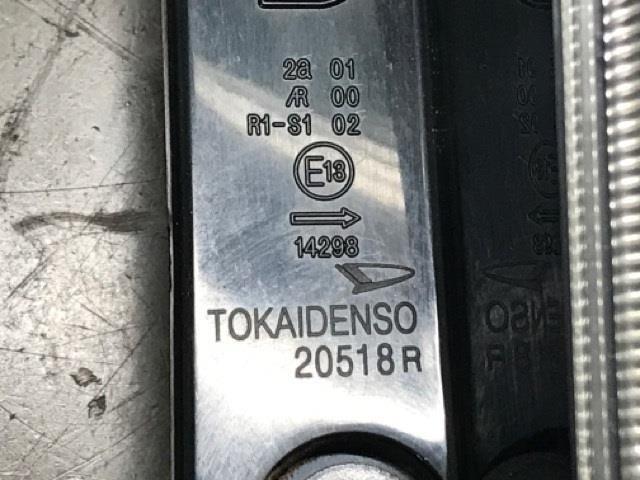 2a 01
AR 00
R1-S1 02
E13
14298
TOKAIDENSO
20518R